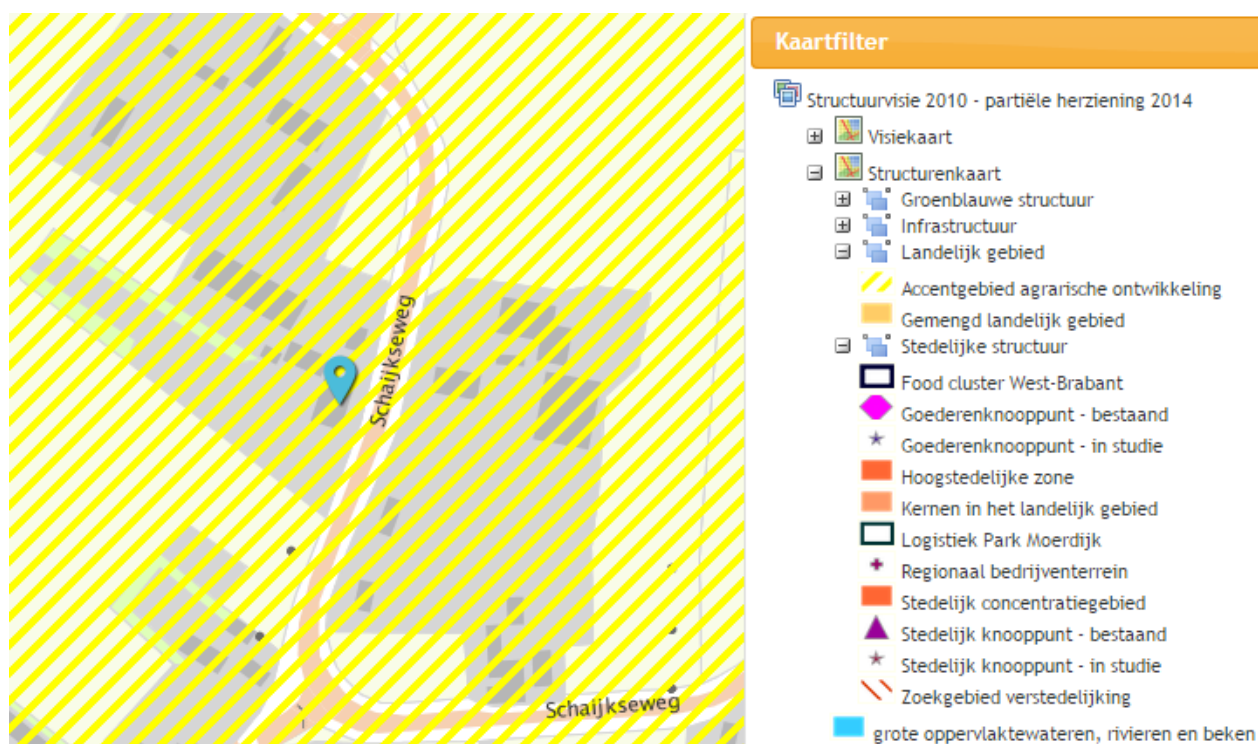 Schaijkseweg
Schaijkseweg
Kaartfilter
Structuurvisie 2010 - partiële herziening 2014
Visiekaart
Structurenkaart
Groenblauwe structuur
Infrastructuur
Landelijk gebied
Accentgebied agrarische ontwikkeling
Gemengd landelijk gebied
Stedelijke structuur
Food cluster West-Brabant
Goederenknooppunt - bestaand
Goederenknooppunt - in studie
Hoogstedelijke zone
Kernen in het landelijk gebied
Logistiek Park Moerdijk
Regionaal bedrijventerrein
Stedelijk concentratiegebied
Stedelijk knooppunt - bestaand
Stedelijk knooppunt - in studie
Zoekgebied verstedelijking
grote oppervlaktewateren, rivieren en beken